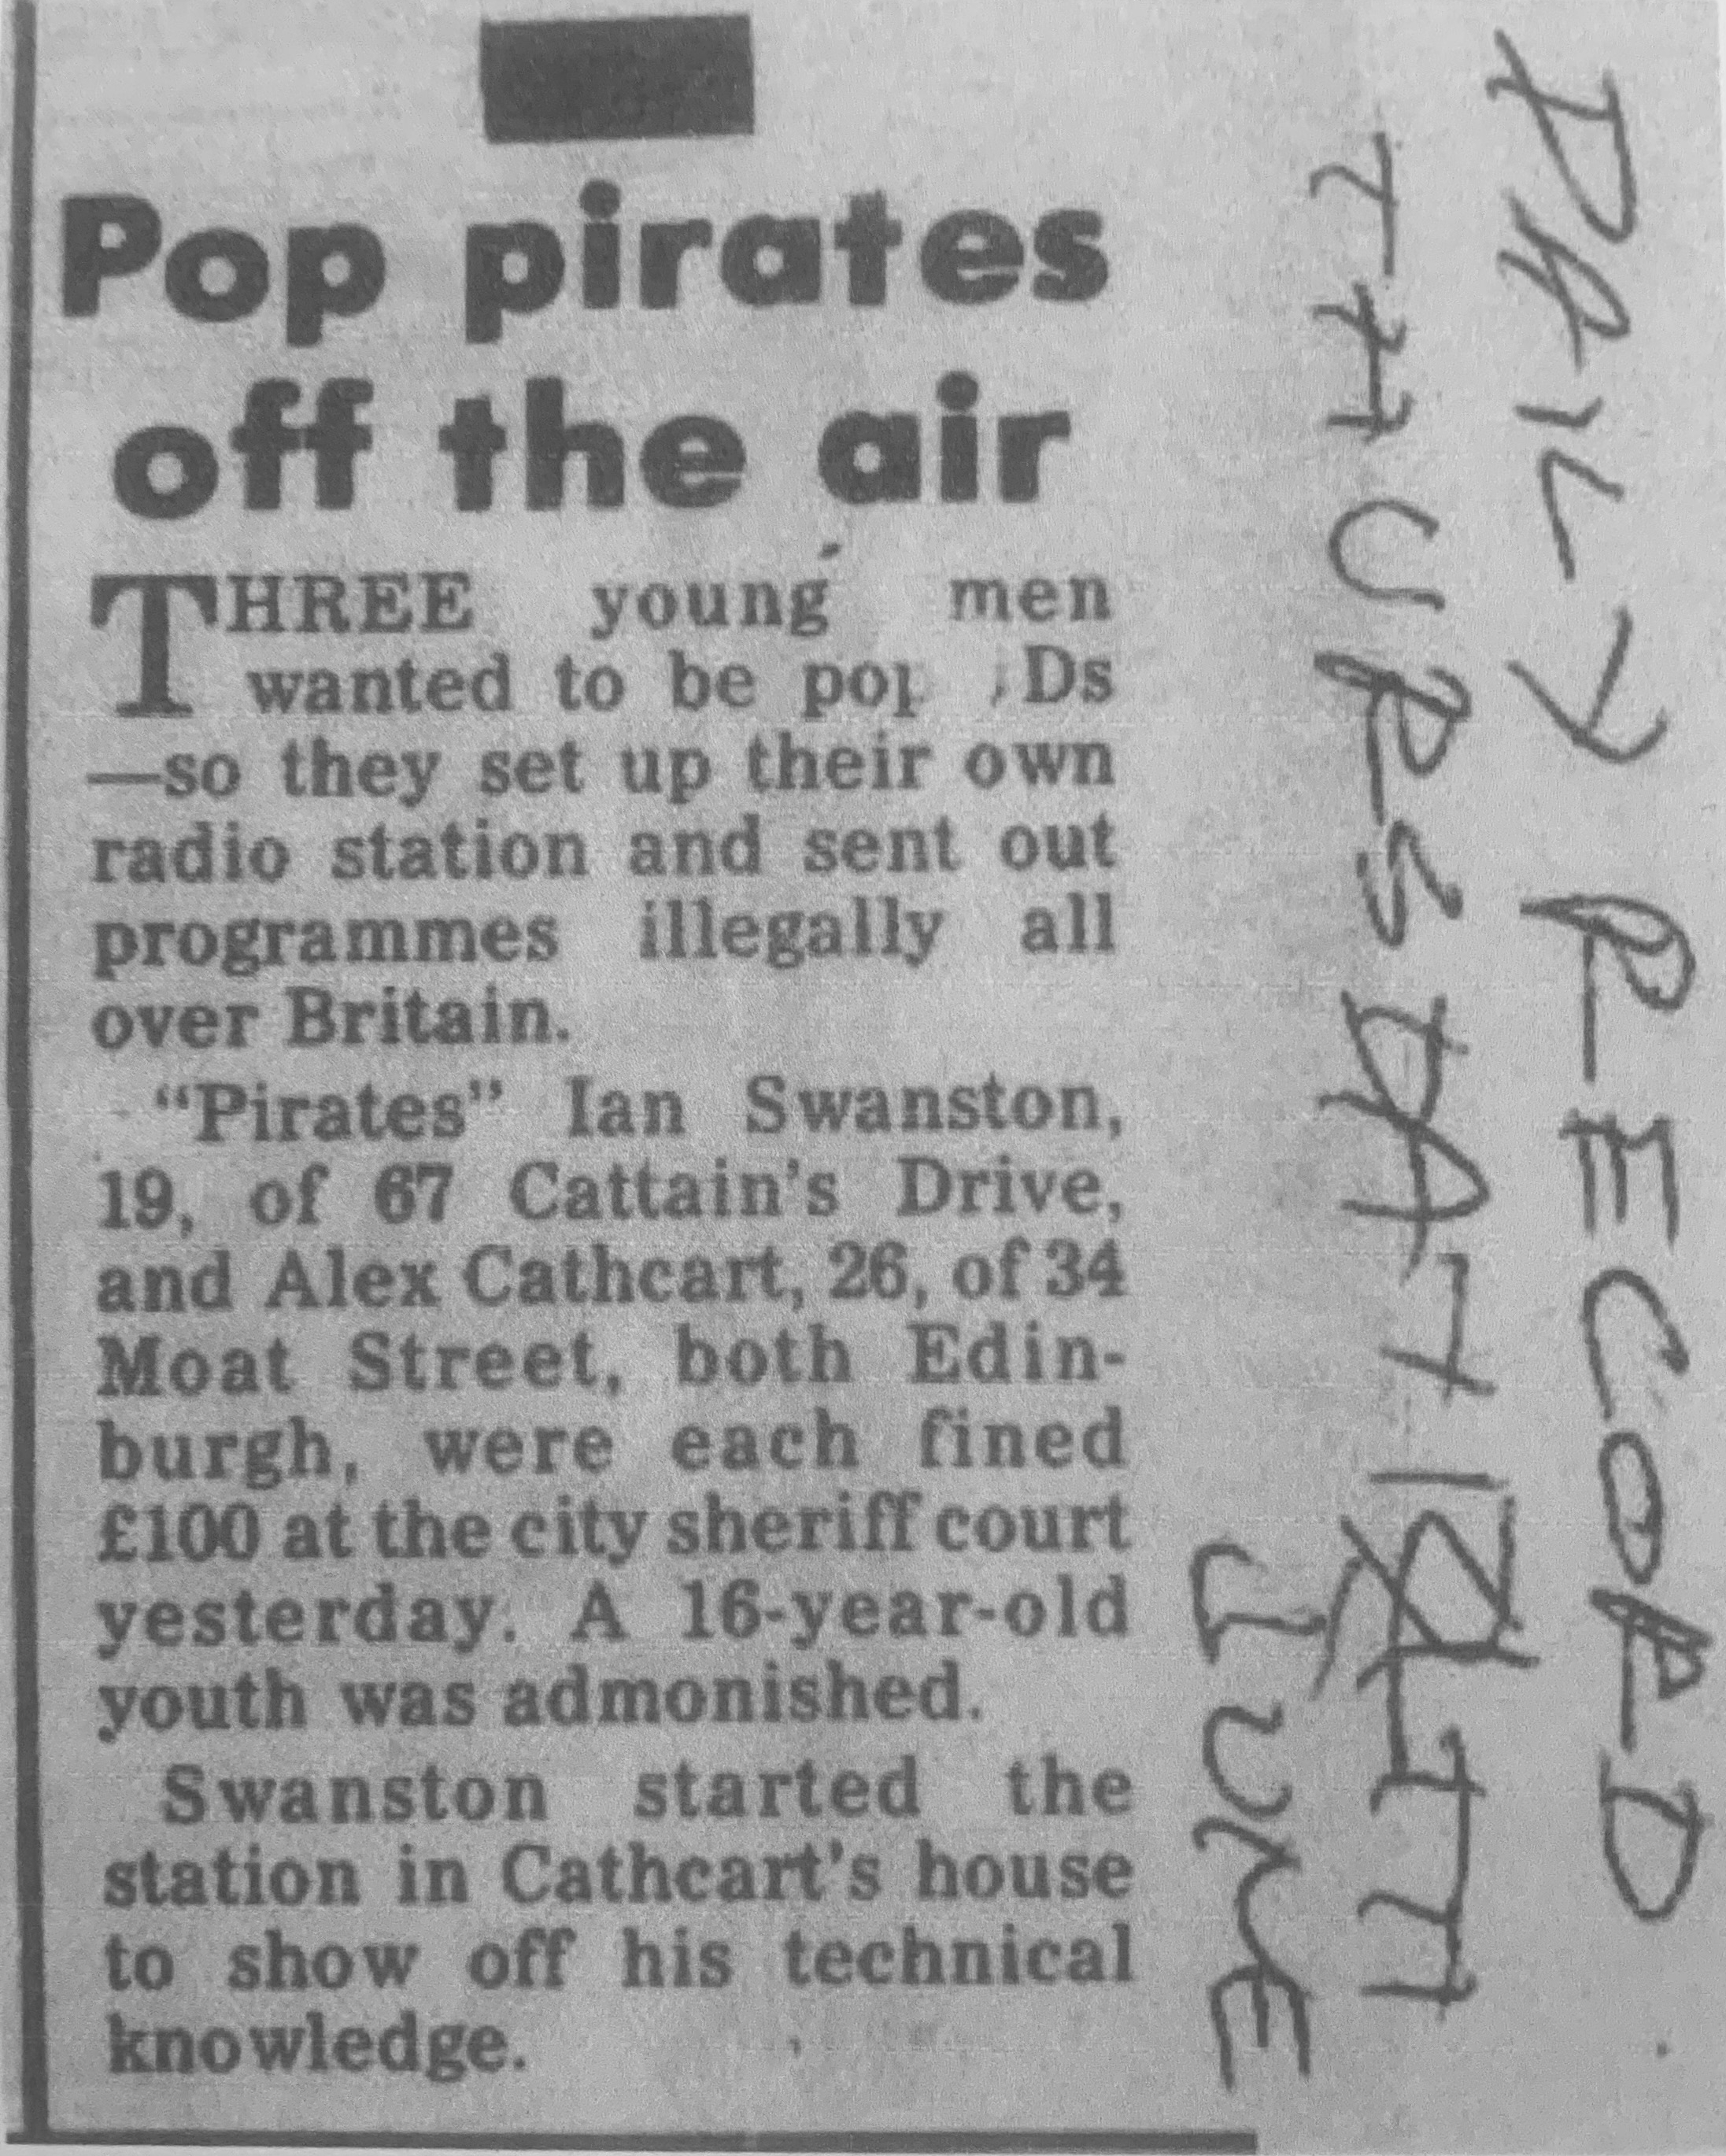 Pop pirates
off the air
THREE young men
wanted to be pop Ds
—so they set up their own
radio station and sent out
programmes illegally all
over Britain.
“Pirates” Ian Swanston,
19, of 67 Cattain's Drive,
and Alex Cathcart, 26, of 34
Moat Street, both Edin-
burgh, were each fined
£100 at the city sheriff court
yesterday. A 16-year-old
youth was admonished.
Swanston started the
station in Cathcart's house
to show off his technical
knowledge.
DAILY RECORD
THURSDAY
JUNE